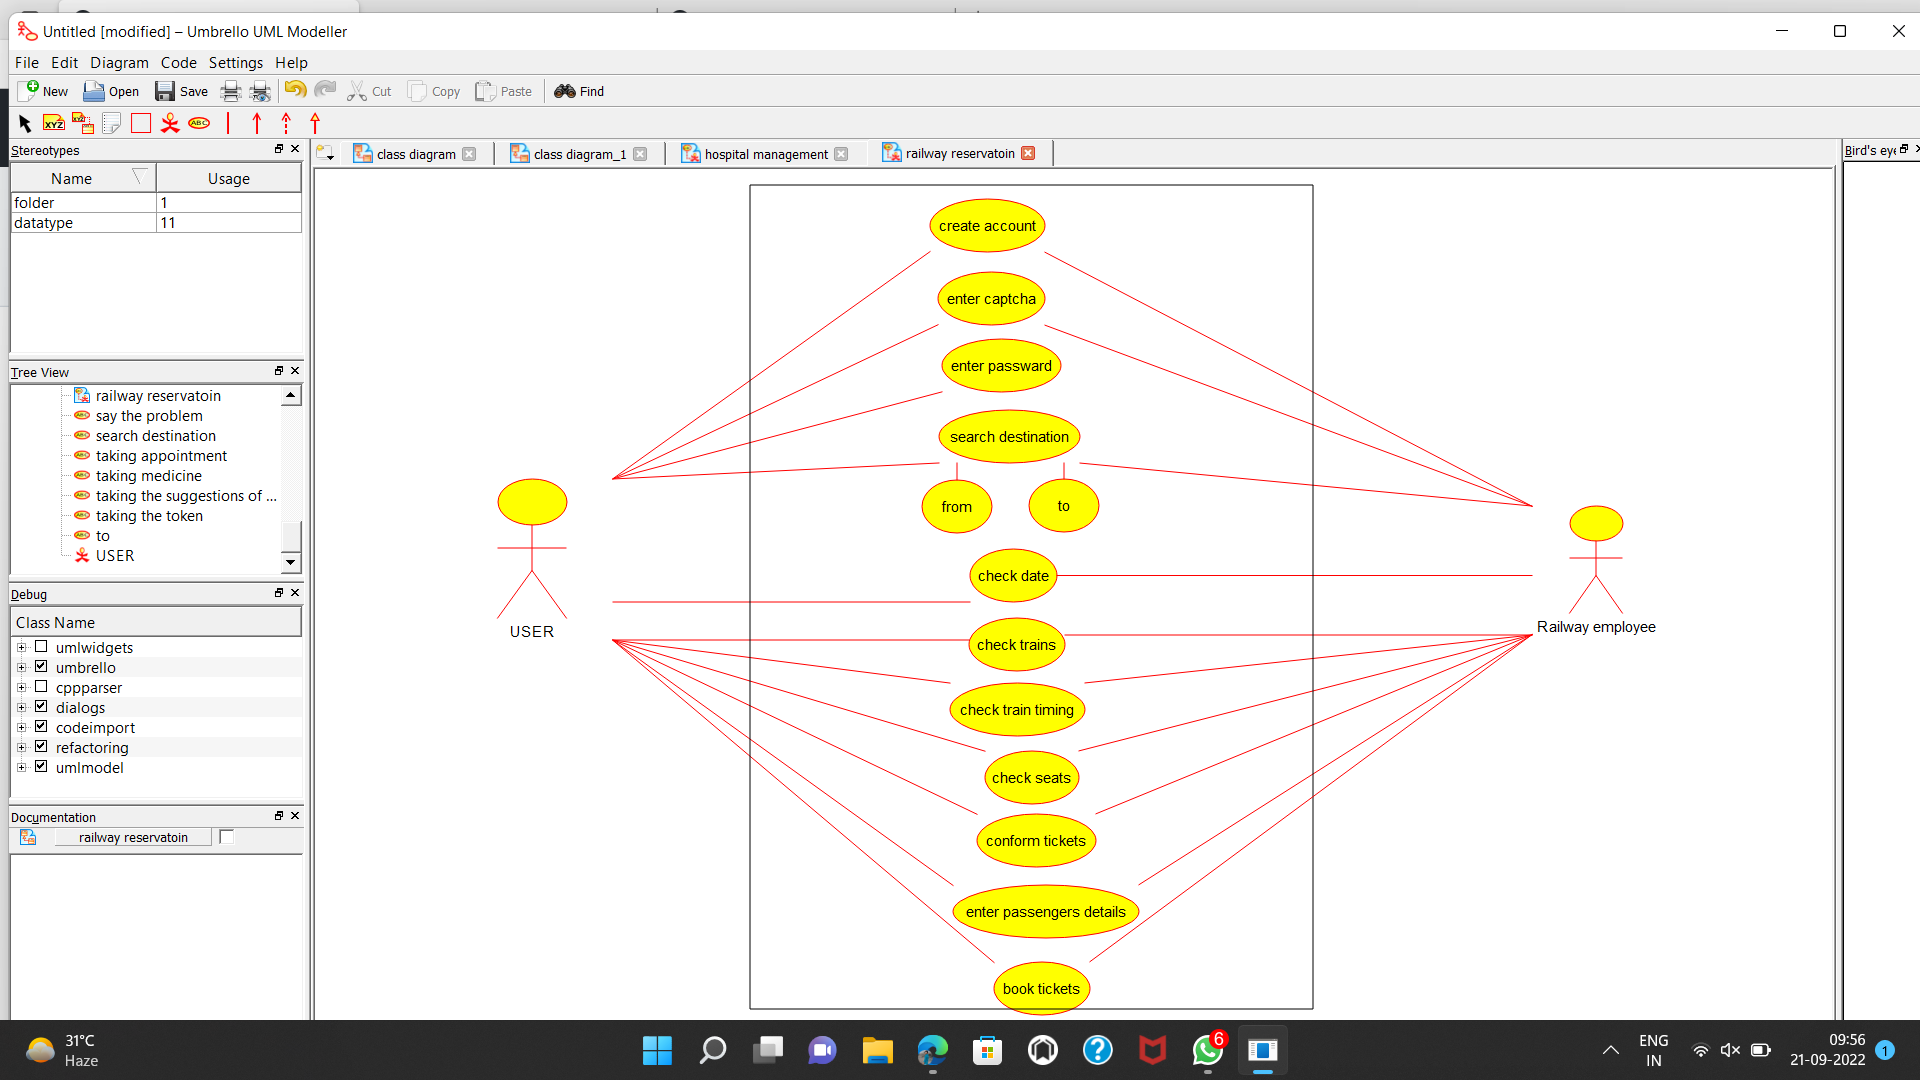 Untitled [modified] – Umbrello UML Modeller
File Edit Diagram Code Settings Help
New Open Save Cut Copy Paste Find
XYZ XYZ ABC
Stereotypes
class diagram class diagram_1 hospital management railway reservatoin
Bird's eye
Name Usage
folder 1
datatype 11
Tree View
railway reservatoin
say the problem
search destination
taking appointment
taking medicine
taking the suggestions of ...
taking the token
to
USER
Debug
Class Name
umlwidgets
umbrello
cppparser
dialogs
codeimport
refactoring
umlmodel
Documentation
railway reservatoin
create account
enter captcha
enter passward
search destination
from
to
check date
USER
Railway employee
check trains
check train timing
check seats
conform tickets
enter passengers details
book tickets
31°C
Haze
6
ENG
IN
09:56
21-09-2022
1